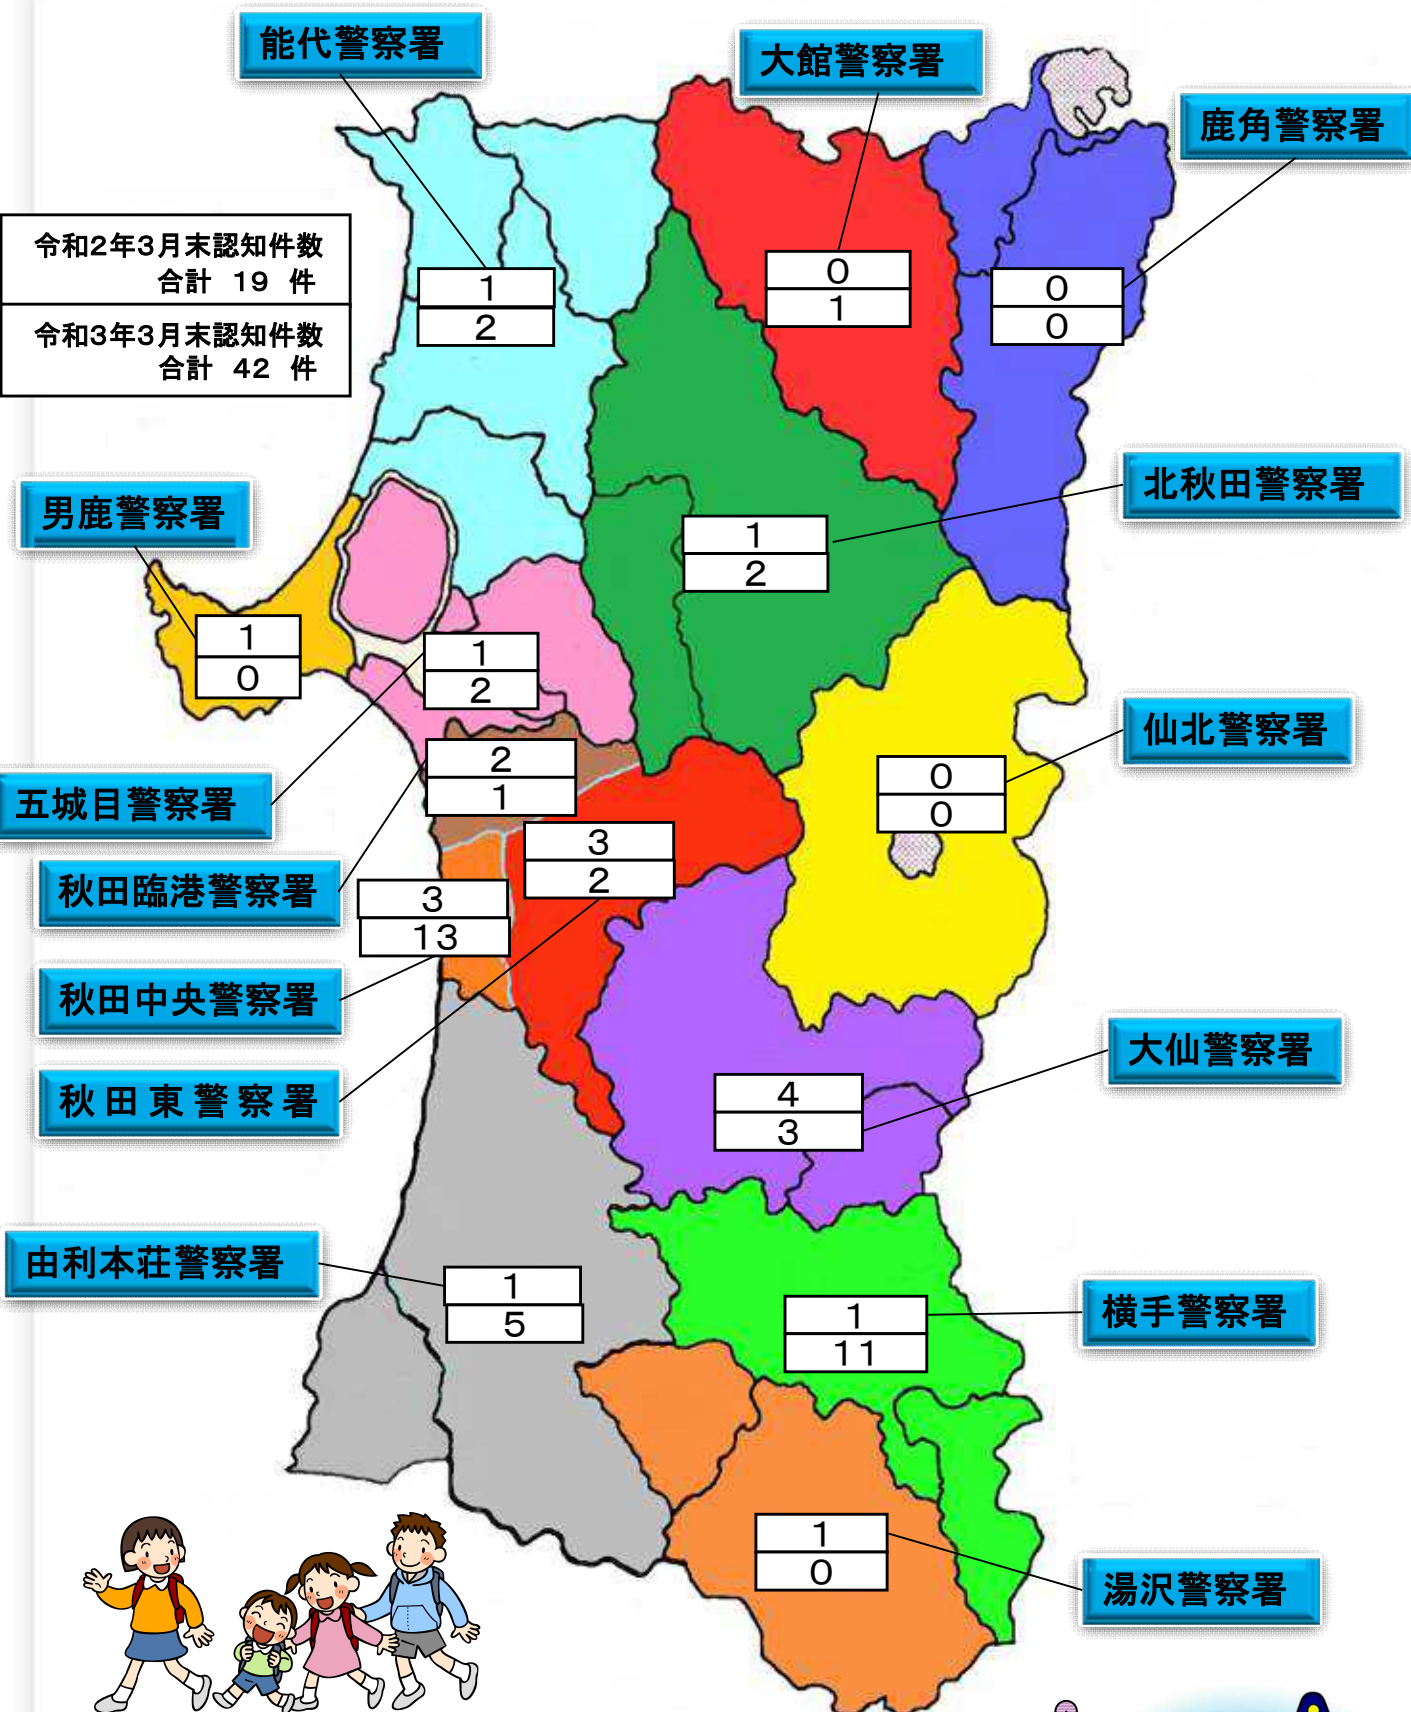 能代警察署
大館警察署
鹿角警察署
令和2年3月末認知件数
合計 19 件
令和3年3月末認知件数
合計 42 件
1
2
0
1
0
0
北秋田警察署
男鹿警察署
1
2
1
0
1
2
仙北警察署
2
1
0
0
五城目警察署
3
2
秋田臨港警察署
3
13
秋田中央警察署
大仙警察署
秋田東警察署
4
3
由利本荘警察署
1
5
横手警察署
1
11
1
0
湯沢警察署